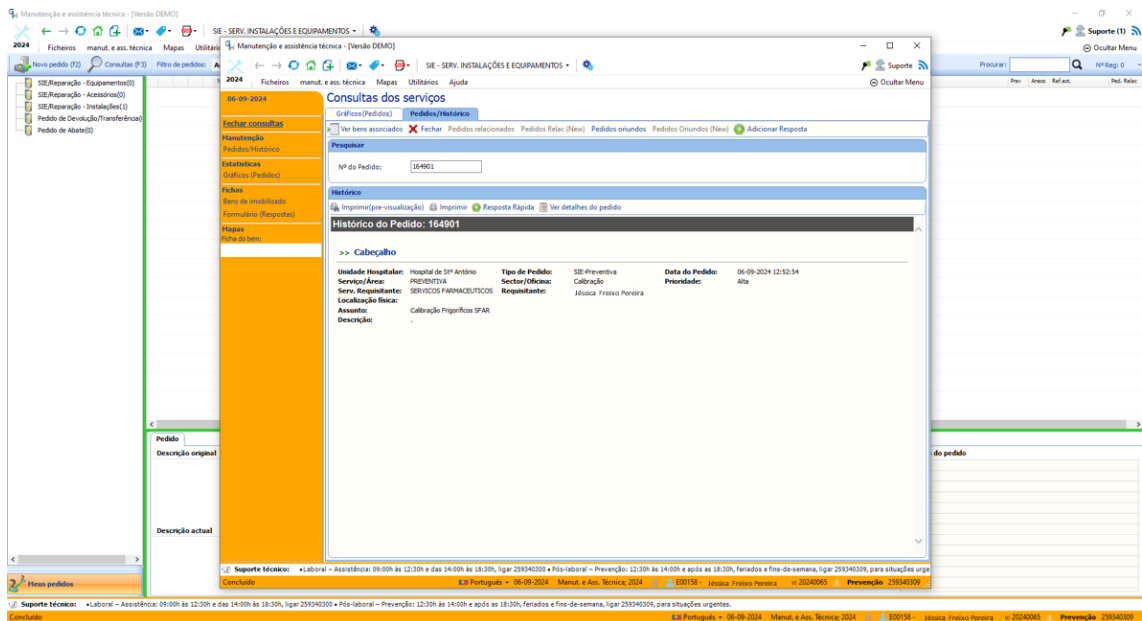 Manutenção e assistência técnica - [Versão DEMO]
SIE - SERV. INSTALAÇÕES E EQUIPAMENTOS
Suporte (1)
2024 Ficheiros manut. e ass. técnica Mapas Utilitári
Ocultar Menu
Novo pedido (F2) Consultas (F3) Filtro de pedidos:
Procurar: Nº Reg: 0
SIE/Reparação - Equipamentos(0)
SIE/Reparação - Acessórios(0)
SIE/Reparação - Instalações(1)
Pedido de Devolução/Transferência(
Pedido de Abate(0)
Prev Anexo Ref.ext. Ped. Relac
Pedido
Descrição original
Descrição actual
do pedido
Meus pedidos
Manutenção e assistência técnica - [Versão DEMO]
SIE - SERV. INSTALAÇÕES E EQUIPAMENTOS
Suporte
2024 Ficheiros manut. e ass. técnica Mapas Utilitários Ajuda
Ocultar Menu
06-09-2024
Fechar consultas
Manutenção
Pedidos/Histórico
Estatísticas
Gráficos (Pedidos)
Fichas
Bens de imobilizado
Formulário (Respostas)
Mapas
Ficha do bem:
Consultas dos serviços
Gráficos(Pedidos) Pedidos/Histórico
Ver bens associados Fechar Pedidos relacionados Pedidos Relac (New) Pedidos oriundos Pedidos Oriundos (New) Adicionar Resposta
Pesquisar
Nº do Pedido: 164901
Histórico
Imprimir(pre-visualização) Imprimir Resposta Rápida Ver detalhes do pedido
Histórico do Pedido: 164901
>> Cabeçalho
Unidade Hospitalar: Hospital de Stº António Tipo de Pedido: SIE-Preventiva Data do Pedido: 06-09-2024 12:52:54
Serviço/Área: PREVENTIVA Sector/Oficina: Calibração Prioridade: Alta
Serv. Requisitante: SERVICOS FARMACEUTICOS Requisitante: Jéssica Freixo Pereira
Localização física:
Assunto: Calibração Frigoríficos SFAR
Descrição: .
Suporte técnico: •Laboral – Assistência: 09:00h às 12:30h e das 14:00h às 18:30h, ligar 259340300 • Pós-laboral – Prevenção: 12:30h às 14:00h e após as 18:30h, feriados e fins-de-semana, ligar 259340309, para situações urge
Concluído Português 06-09-2024 Manut. e Ass. Técnica; 2024 E00158 - Jéssica Freixo Pereira v: 20240065 Prevenção 259340309
Suporte técnico: •Laboral – Assistência: 09:00h às 12:30h e das 14:00h às 18:30h, ligar 259340300 • Pós-laboral – Prevenção: 12:30h às 14:00h e após as 18:30h, feriados e fins-de-semana, ligar 259340309, para situações urgentes.
Concluído Português 06-09-2024 Manut. e Ass. Técnica; 2024 E00158 - Jéssica Freixo Pereira v: 20240065 Prevenção 259340309